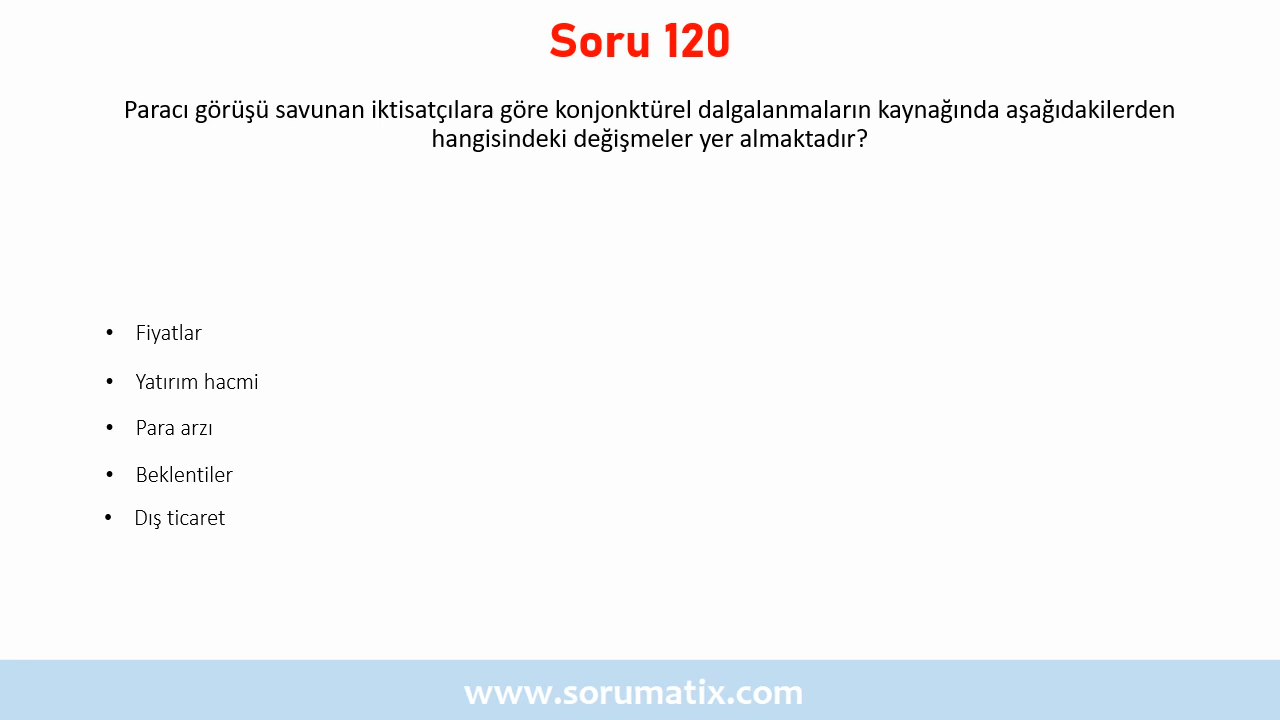 Soru 120
Paracı görüşü savunan iktisatçılara göre konjonktürel dalgalanmaların kaynağında aşağıdakilerden
hangisindeki değişmeler yer almaktadır?
• Fiyatlar
• Yatırım hacmi
• Para arzı
• Beklentiler
• Dış ticaret
www.sorumatix.com